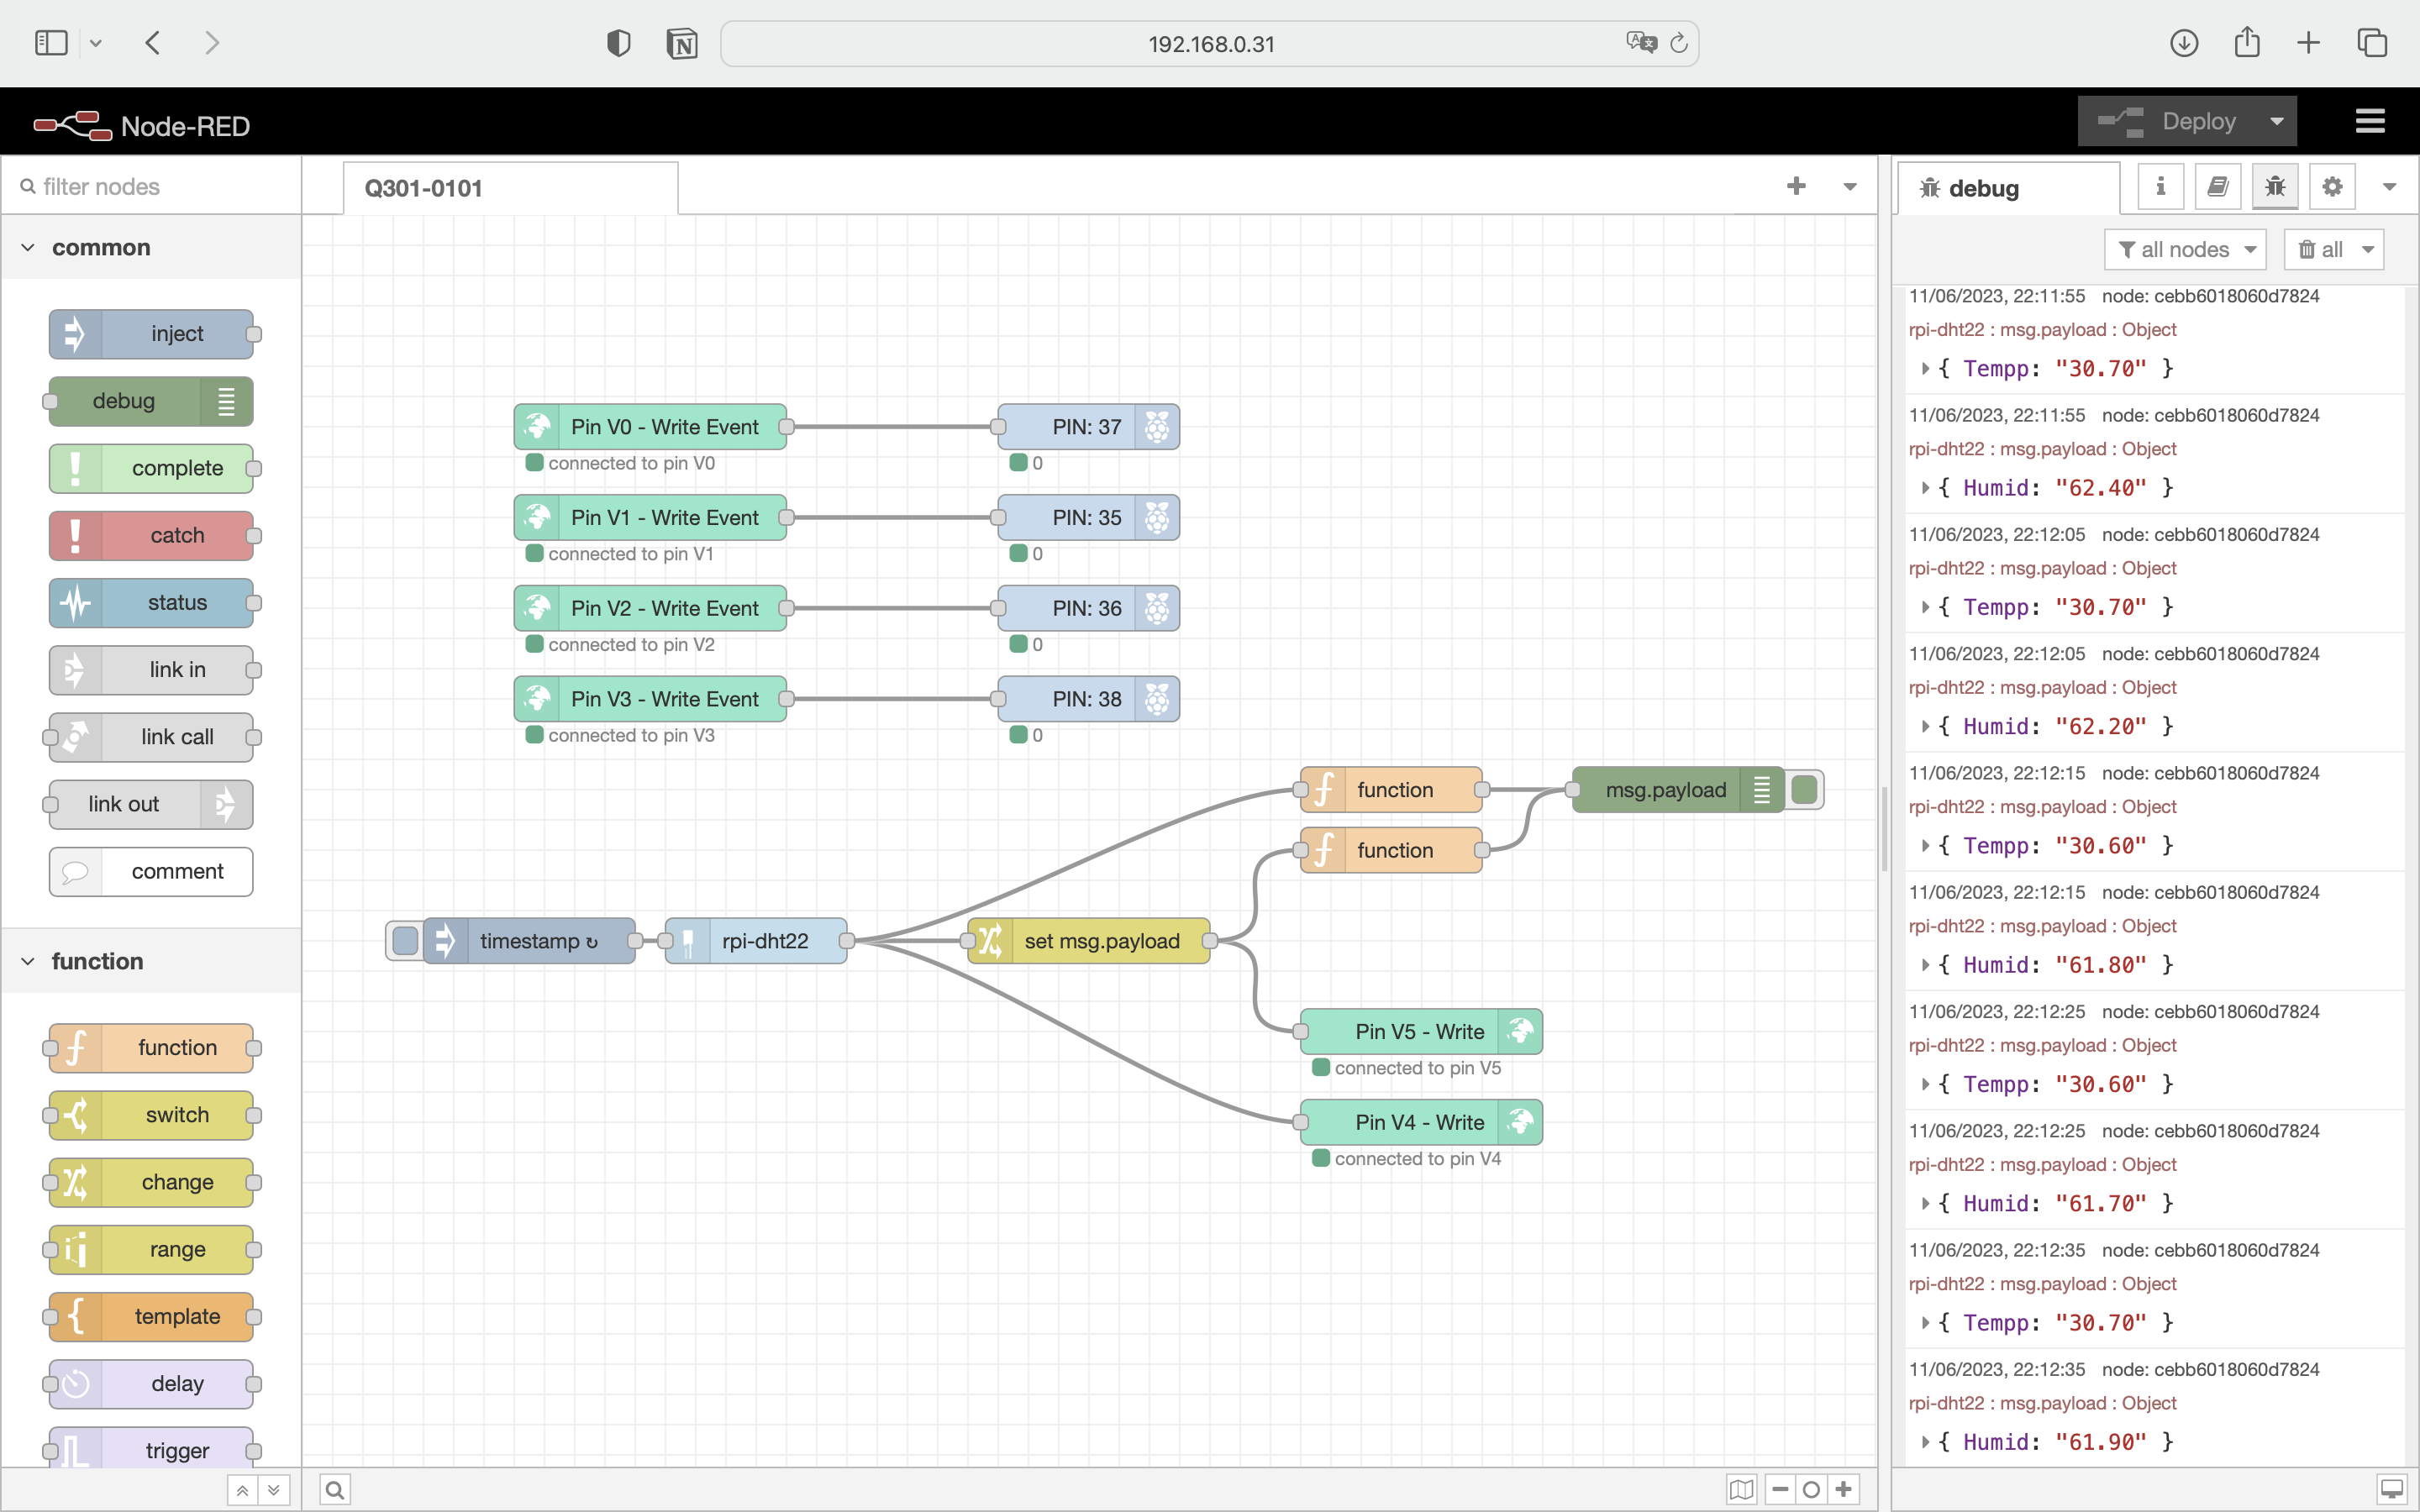 192.168.0.31
Node-RED
Deploy
filter nodes
Q301-0101
debug
all nodes
all
common
inject
debug
complete
catch
status
link in
link call
link out
comment
function
function
switch
change
range
template
delay
trigger
Pin V0 - Write Event
PIN: 37
connected to pin V0
0
Pin V1 - Write Event
PIN: 35
connected to pin V1
0
Pin V2 - Write Event
PIN: 36
connected to pin V2
0
Pin V3 - Write Event
PIN: 38
connected to pin V3
0
function
msg.payload
function
timestamp ↻
rpi-dht22
set msg.payload
Pin V5 - Write
connected to pin V5
Pin V4 - Write
connected to pin V4
11/06/2023, 22:11:55 node: cebb6018060d7824
rpi-dht22 : msg.payload : Object
{ Tempp: "30.70" }
11/06/2023, 22:11:55 node: cebb6018060d7824
rpi-dht22 : msg.payload : Object
{ Humid: "62.40" }
11/06/2023, 22:12:05 node: cebb6018060d7824
rpi-dht22 : msg.payload : Object
{ Tempp: "30.70" }
11/06/2023, 22:12:05 node: cebb6018060d7824
rpi-dht22 : msg.payload : Object
{ Humid: "62.20" }
11/06/2023, 22:12:15 node: cebb6018060d7824
rpi-dht22 : msg.payload : Object
{ Tempp: "30.60" }
11/06/2023, 22:12:15 node: cebb6018060d7824
rpi-dht22 : msg.payload : Object
{ Humid: "61.80" }
11/06/2023, 22:12:25 node: cebb6018060d7824
rpi-dht22 : msg.payload : Object
{ Tempp: "30.60" }
11/06/2023, 22:12:25 node: cebb6018060d7824
rpi-dht22 : msg.payload : Object
{ Humid: "61.70" }
11/06/2023, 22:12:35 node: cebb6018060d7824
rpi-dht22 : msg.payload : Object
{ Tempp: "30.70" }
11/06/2023, 22:12:35 node: cebb6018060d7824
rpi-dht22 : msg.payload : Object
{ Humid: "61.90" }